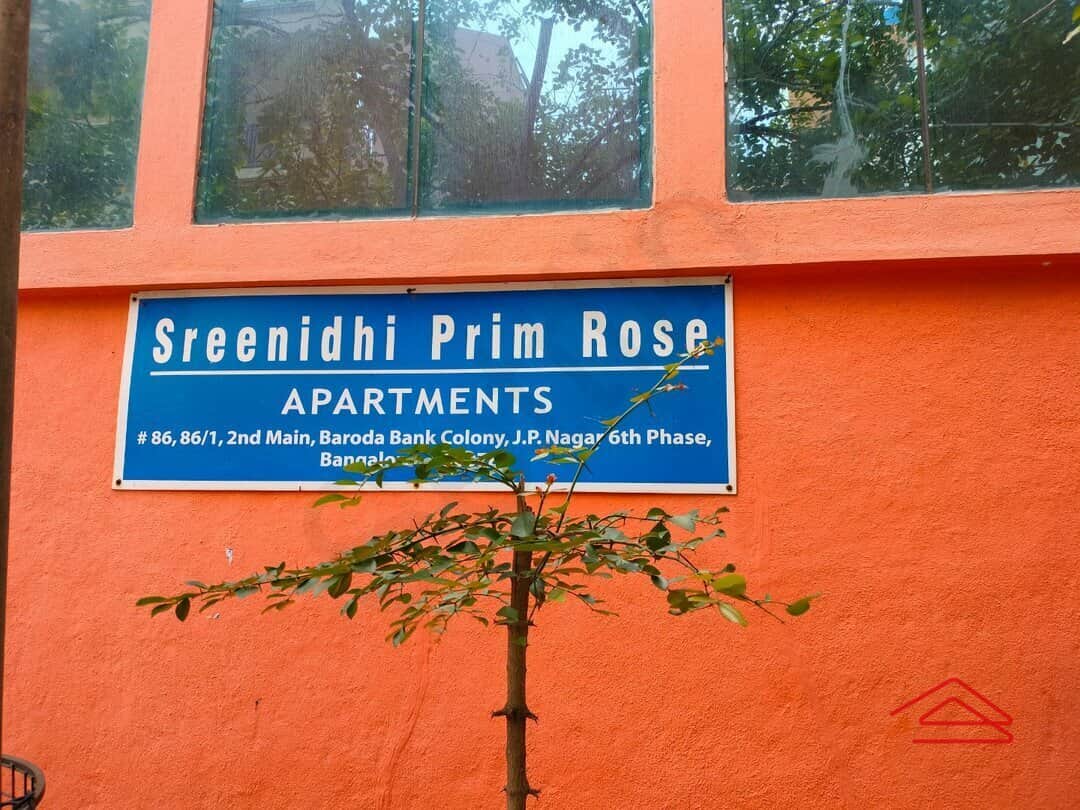 Sreenidhi Prim Rose
APARTMENTS
# 86, 86/1, 2nd Main, Baroda Bank Colony, J.P. Nagar 6th Phase,